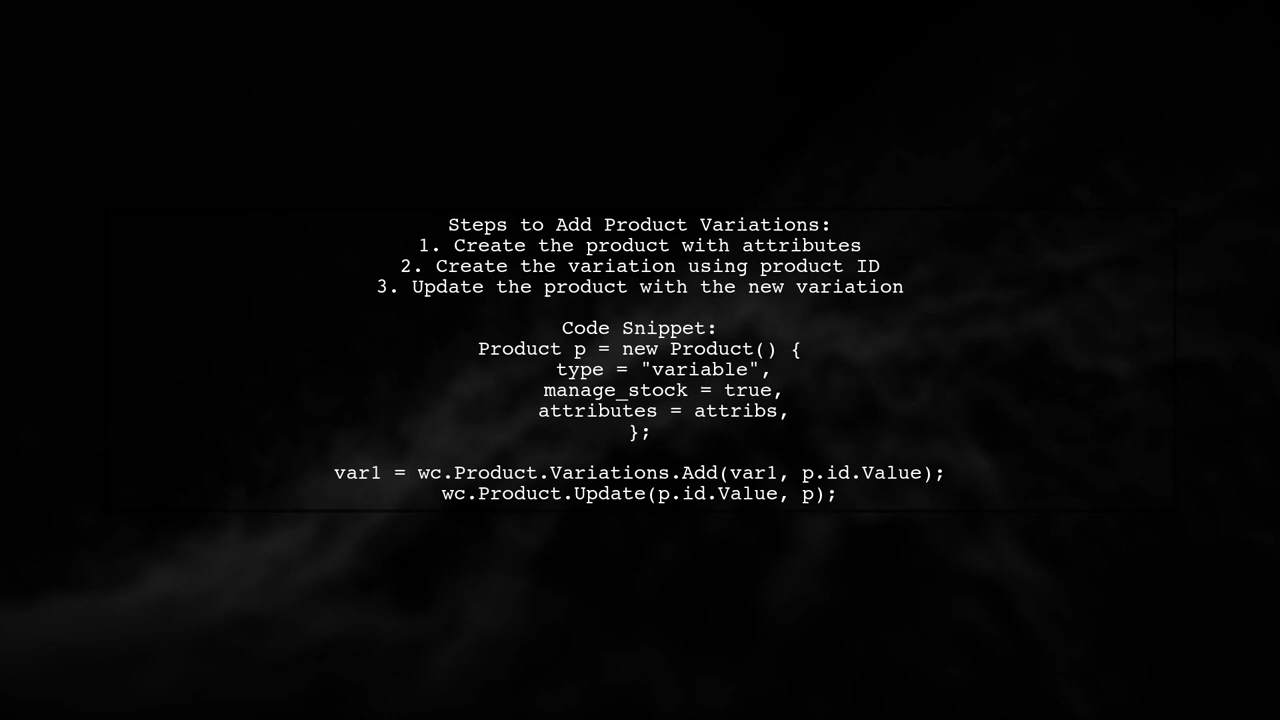 Steps to Add Product Variations:
1. Create the product with attributes
2. Create the variation using product ID
3. Update the product with the new variation
Code Snippet:
Product p = new Product() {
type = "variable",
manage_stock = true,
attributes = attribs,
};
var1 = wc.Product.Variations.Add(var1, p.id.Value);
wc.Product.Update(p.id.Value, p);